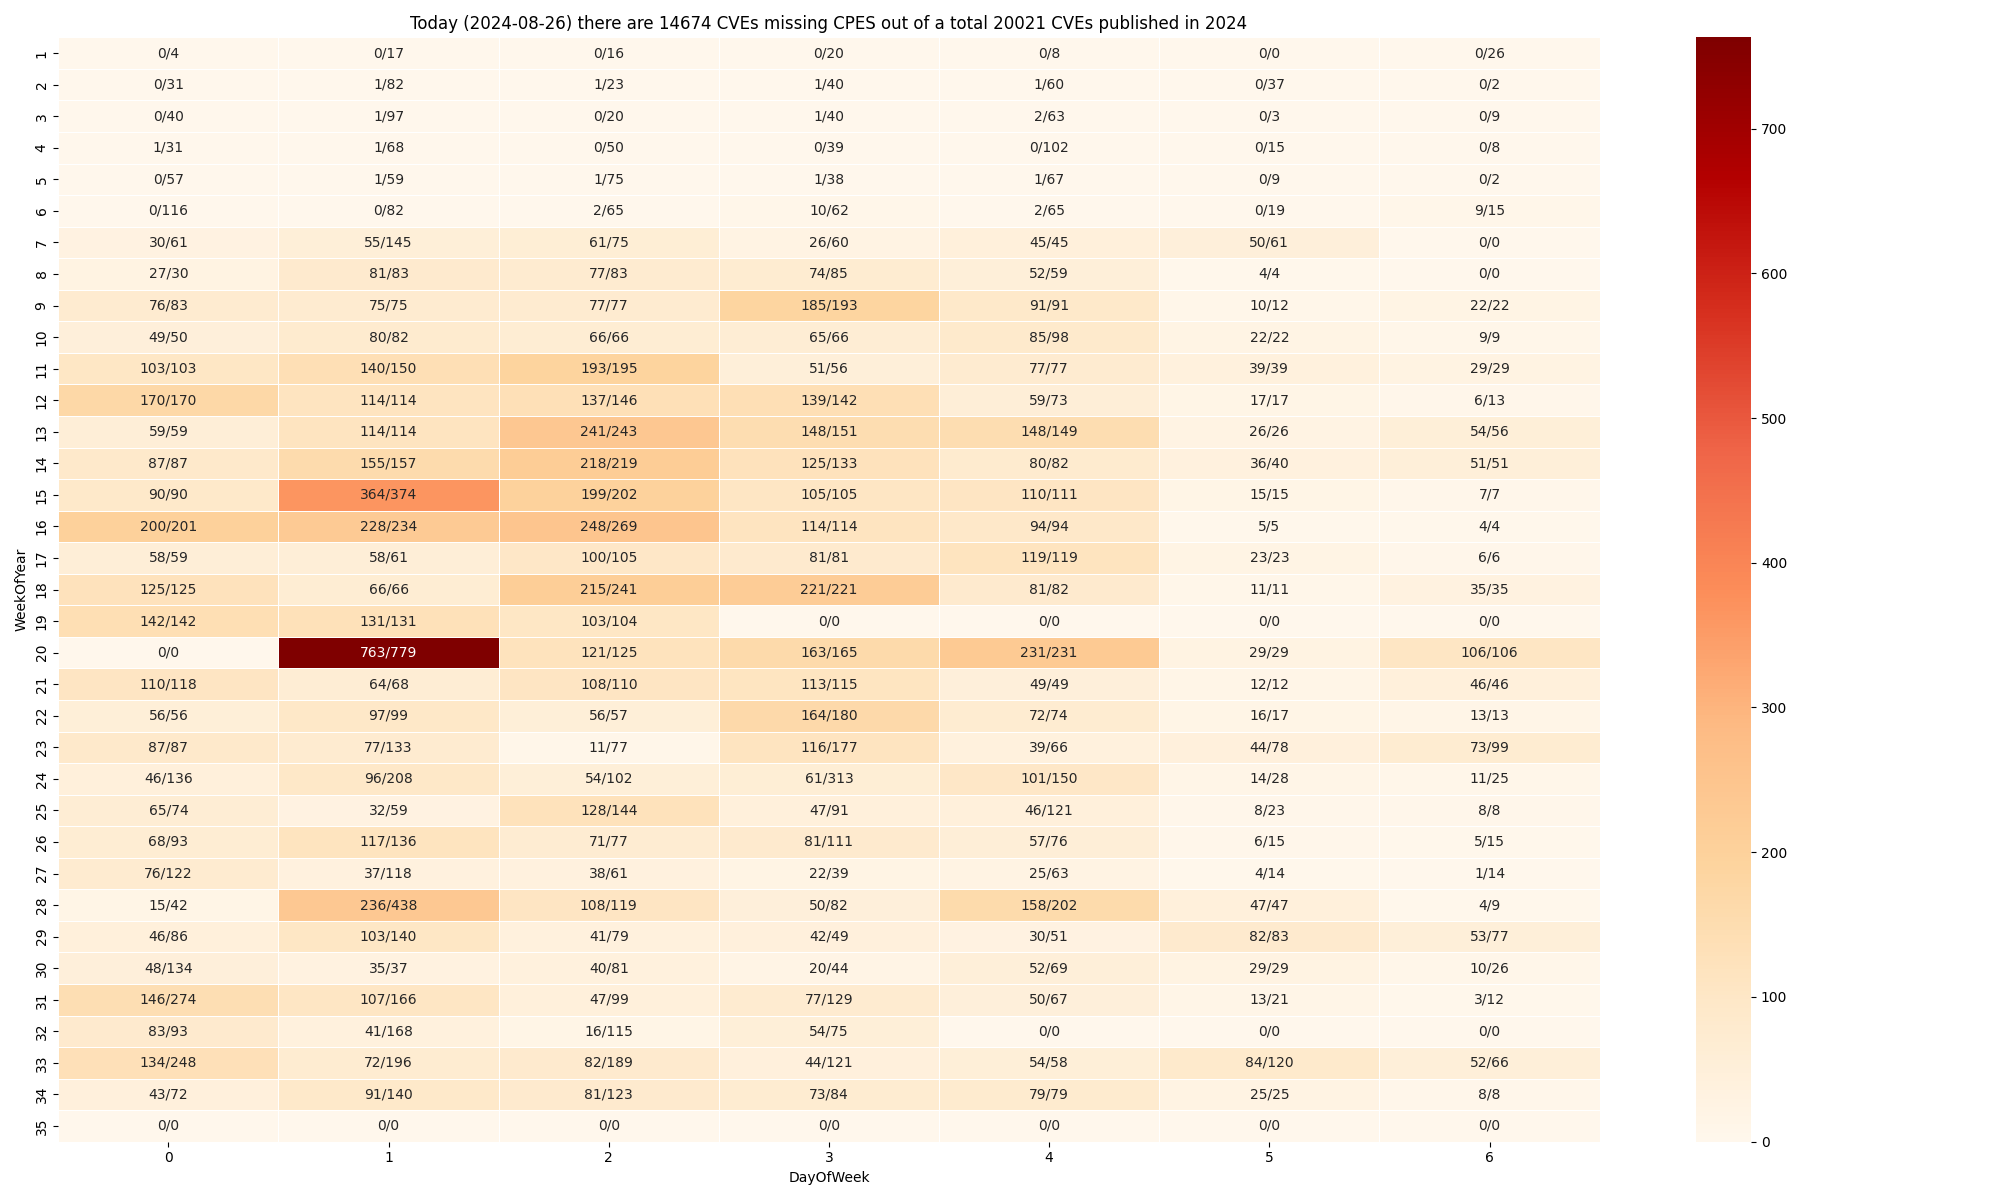 Today (2024-08-26) there are 14674 CVEs missing CPES out of a total 20021 CVEs published in 2024
WeekOfYear
1 0/4 0/17 0/16 0/20 0/8 0/0 0/26
2 0/31 1/82 1/23 1/40 1/60 0/37 0/2
3 0/40 1/97 0/20 1/40 2/63 0/3 0/9
4 1/31 1/68 0/50 0/39 0/102 0/15 0/8
5 0/57 1/59 1/75 1/38 1/67 0/9 0/2
6 0/116 0/82 2/65 10/62 2/65 0/19 9/15
7 30/61 55/145 61/75 26/60 45/45 50/61 0/0
8 27/30 81/83 77/83 74/85 52/59 4/4 0/0
9 76/83 75/75 77/77 185/193 91/91 10/12 22/22
10 49/50 80/82 66/66 65/66 85/98 22/22 9/9
11 103/103 140/150 193/195 51/56 77/77 39/39 29/29
12 170/170 114/114 137/146 139/142 59/73 17/17 6/13
13 59/59 114/114 241/243 148/151 148/149 26/26 54/56
14 87/87 155/157 218/219 125/133 80/82 36/40 51/51
15 90/90 364/374 199/202 105/105 110/111 15/15 7/7
16 200/201 228/234 248/269 114/114 94/94 5/5 4/4
17 58/59 58/61 100/105 81/81 119/119 23/23 6/6
18 125/125 66/66 215/241 221/221 81/82 11/11 35/35
19 142/142 131/131 103/104 0/0 0/0 0/0 0/0
20 0/0 763/779 121/125 163/165 231/231 29/29 106/106
21 110/118 64/68 108/110 113/115 49/49 12/12 46/46
22 56/56 97/99 56/57 164/180 72/74 16/17 13/13
23 87/87 77/133 11/77 116/177 39/66 44/78 73/99
24 46/136 96/208 54/102 61/313 101/150 14/28 11/25
25 65/74 32/59 128/144 47/91 46/121 8/23 8/8
26 68/93 117/136 71/77 81/111 57/76 6/15 5/15
27 76/122 37/118 38/61 22/39 25/63 4/14 1/14
28 15/42 236/438 108/119 50/82 158/202 47/47 4/9
29 46/86 103/140 41/79 42/49 30/51 82/83 53/77
30 48/134 35/37 40/81 20/44 52/69 29/29 10/26
31 146/274 107/166 47/99 77/129 50/67 13/21 3/12
32 83/93 41/168 16/115 54/75 0/0 0/0 0/0
33 134/248 72/196 82/189 44/121 54/58 84/120 52/66
34 43/72 91/140 81/123 73/84 79/79 25/25 8/8
35 0/0 0/0 0/0 0/0 0/0 0/0 0/0
0 1 2 3 4 5 6
DayOfWeek
700
600
500
400
300
200
100
0